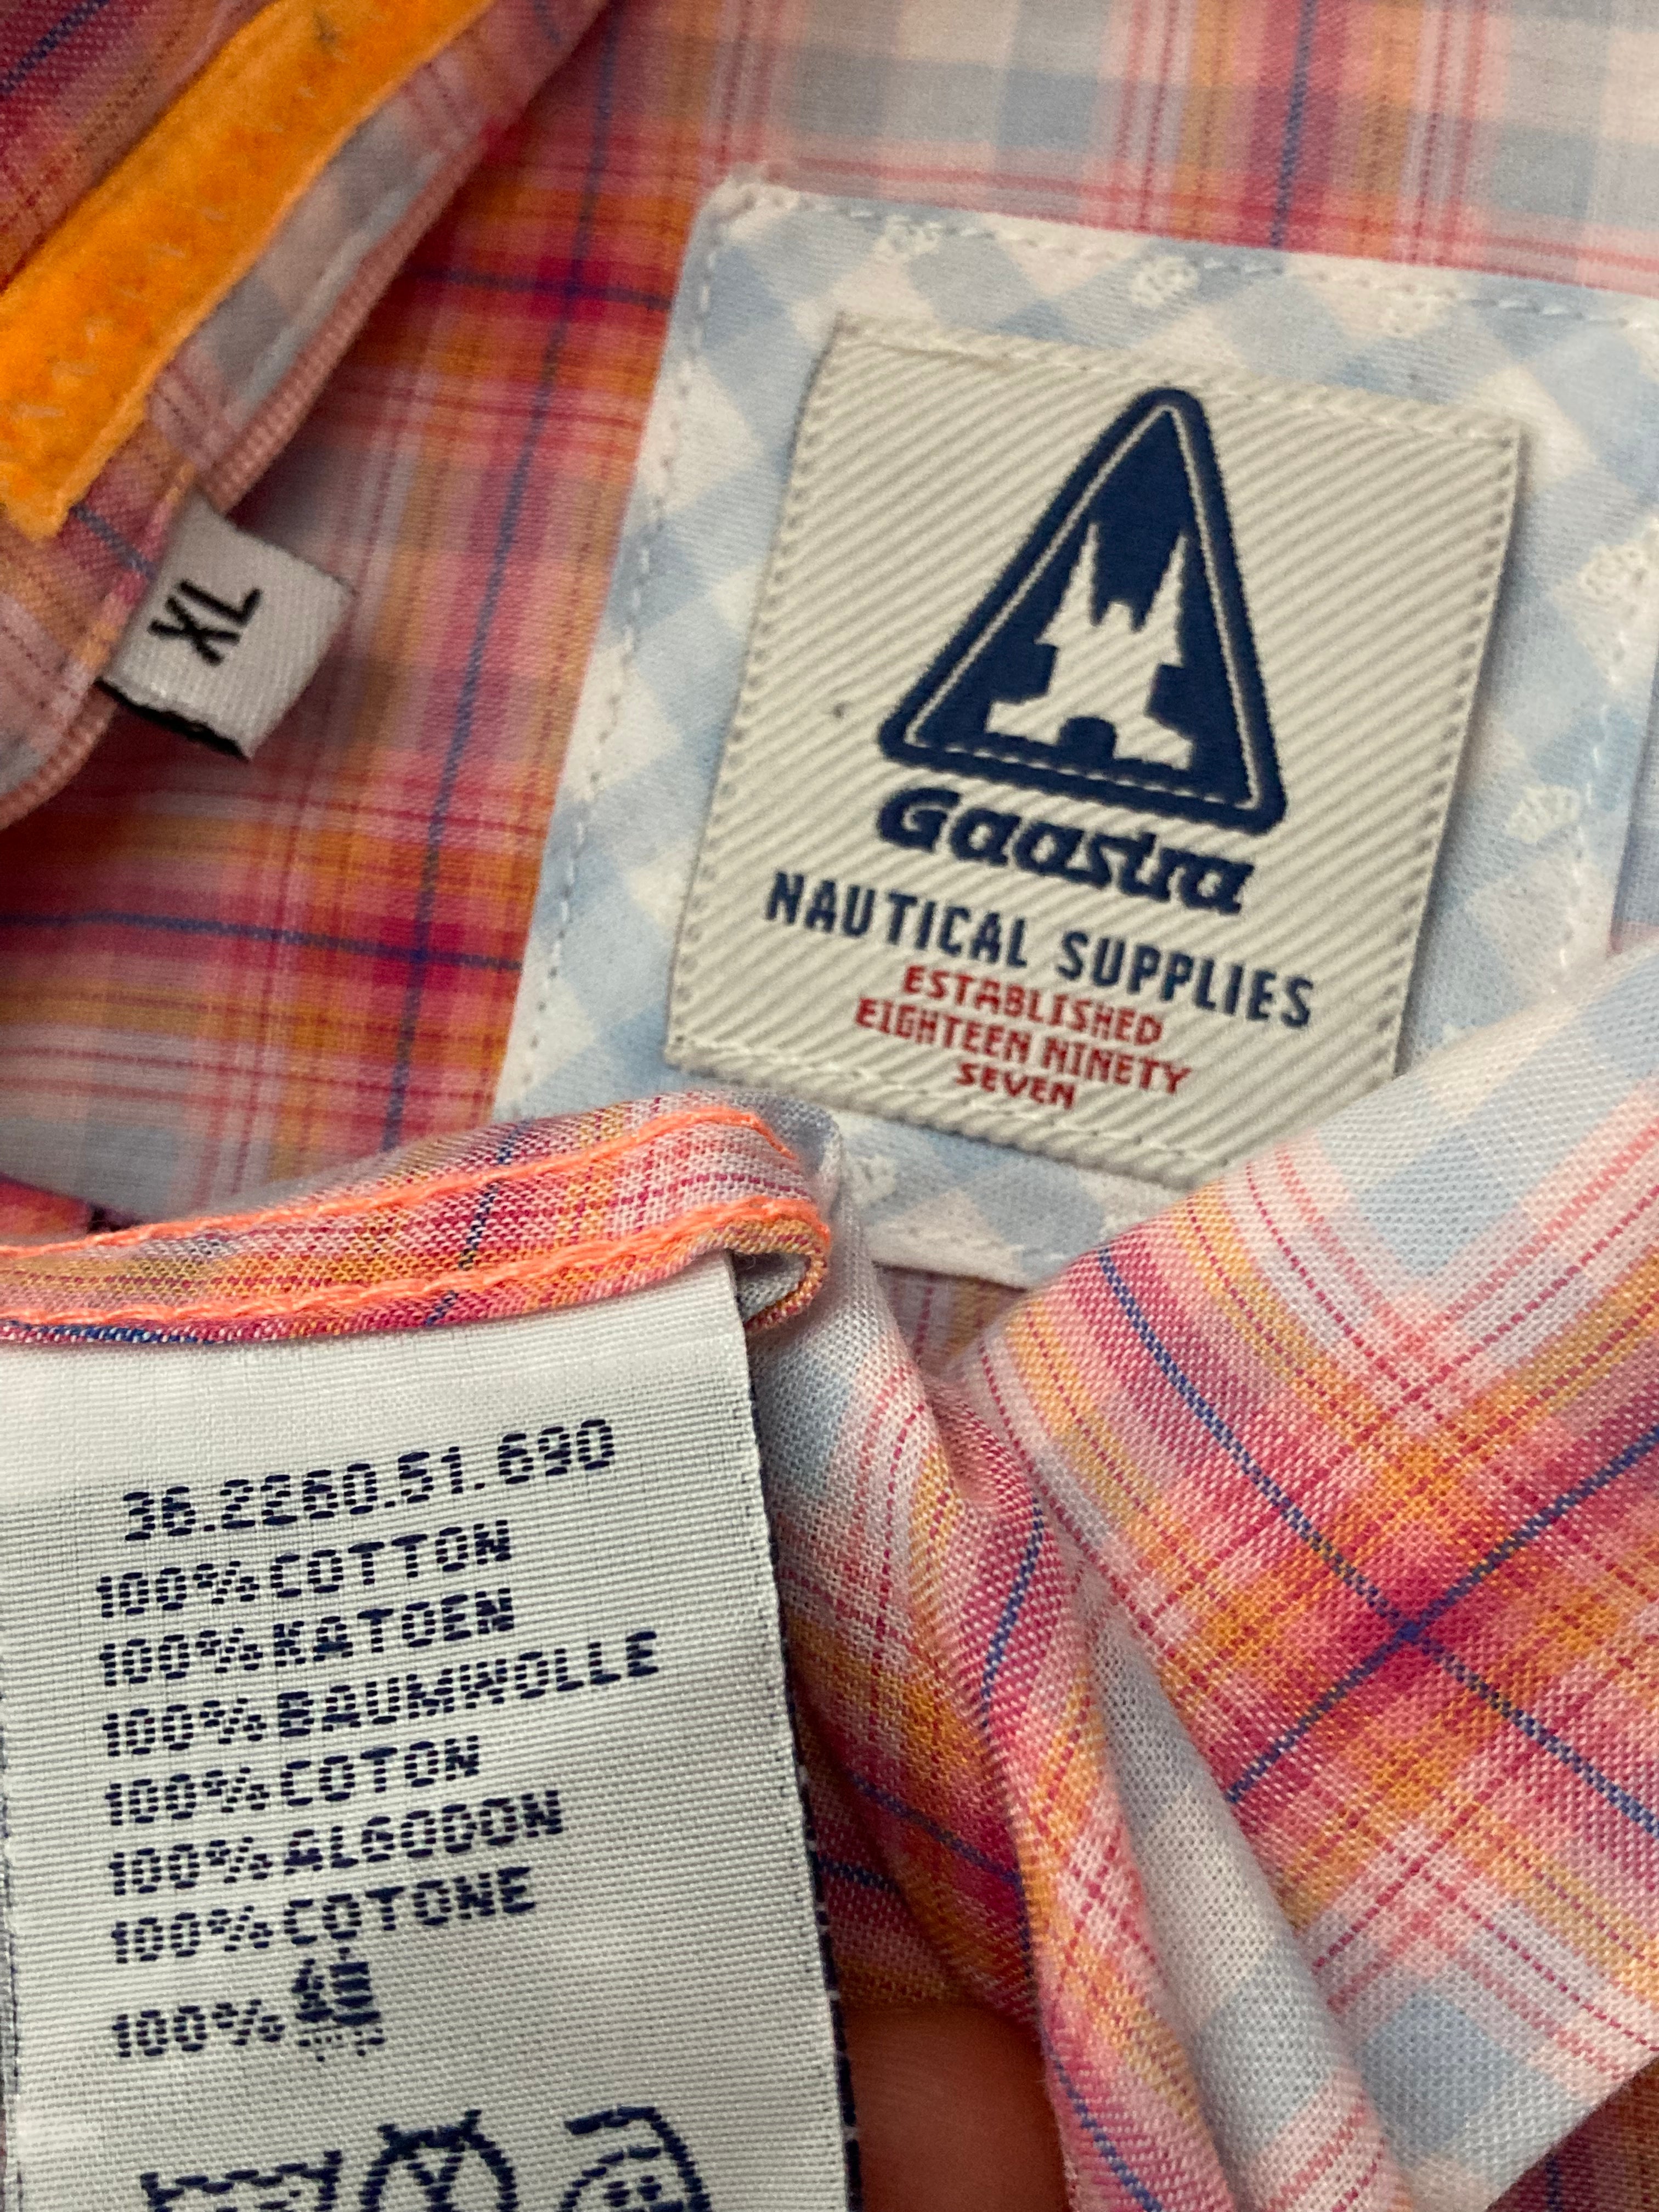 XL
Gaastra
NAUTICAL SUPPLIES
ESTABLISHED
EIGHTEEN NINETY
SEVEN
36.2260.51.690
100%COTTON
100%KATOEN
100%BAUMWOLLE
100%COTON
100%ALGODON
100%COTONE
100%